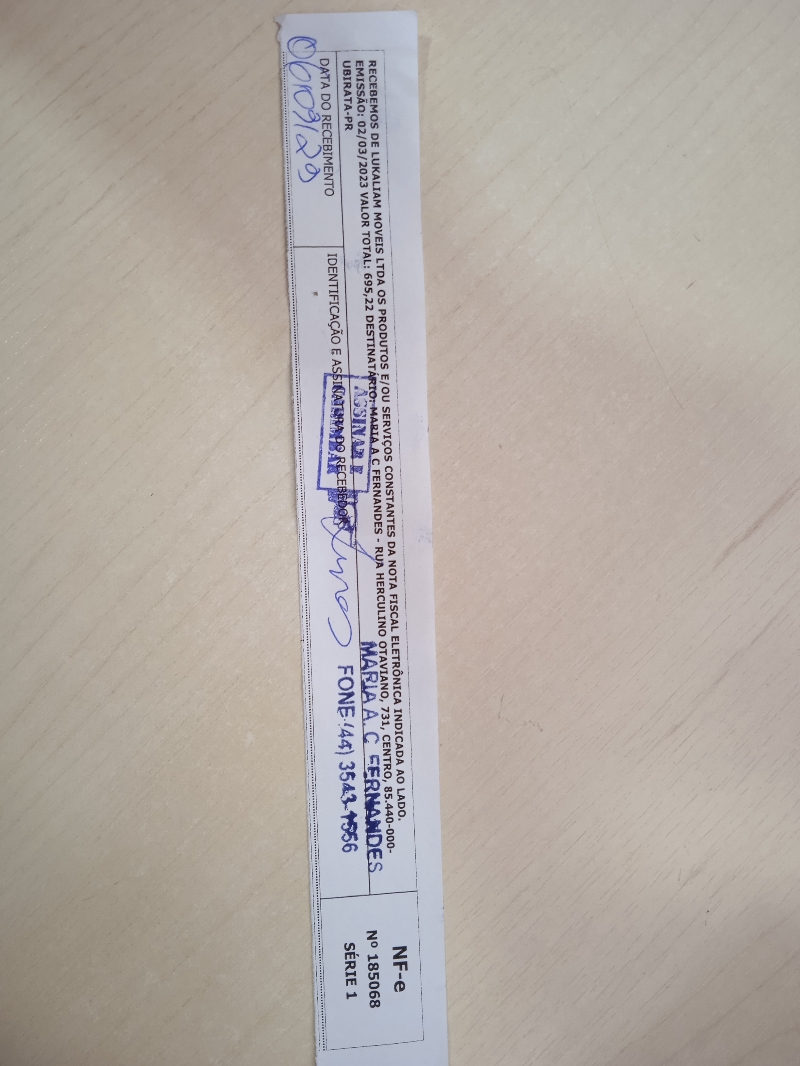 RECEBEMOS DE LUKALIAM MOVEIS LTDA OS PRODUTOS E/OU SERVIÇOS CONSTANTES DA NOTA FISCAL ELETRÔNICA INDICADA AO LADO.
EMISSÃO: 02/03/2023 VALOR TOTAL: 695,22 DESTINATÁRIO: MARIA A C FERNANDES - RUA HERCULINO OTAVIANO, 731, CENTRO, 85.440-000-
UBIRATA-PR
DATA DO RECEBIMENTO
IDENTIFICAÇÃO E ASSINATURA DO RECEBEDOR
ASSINAR E
MARIA A. C FERNANDES
FONE (44) 3543-1556
NF-e
Nº 185068
SÉRIE 1